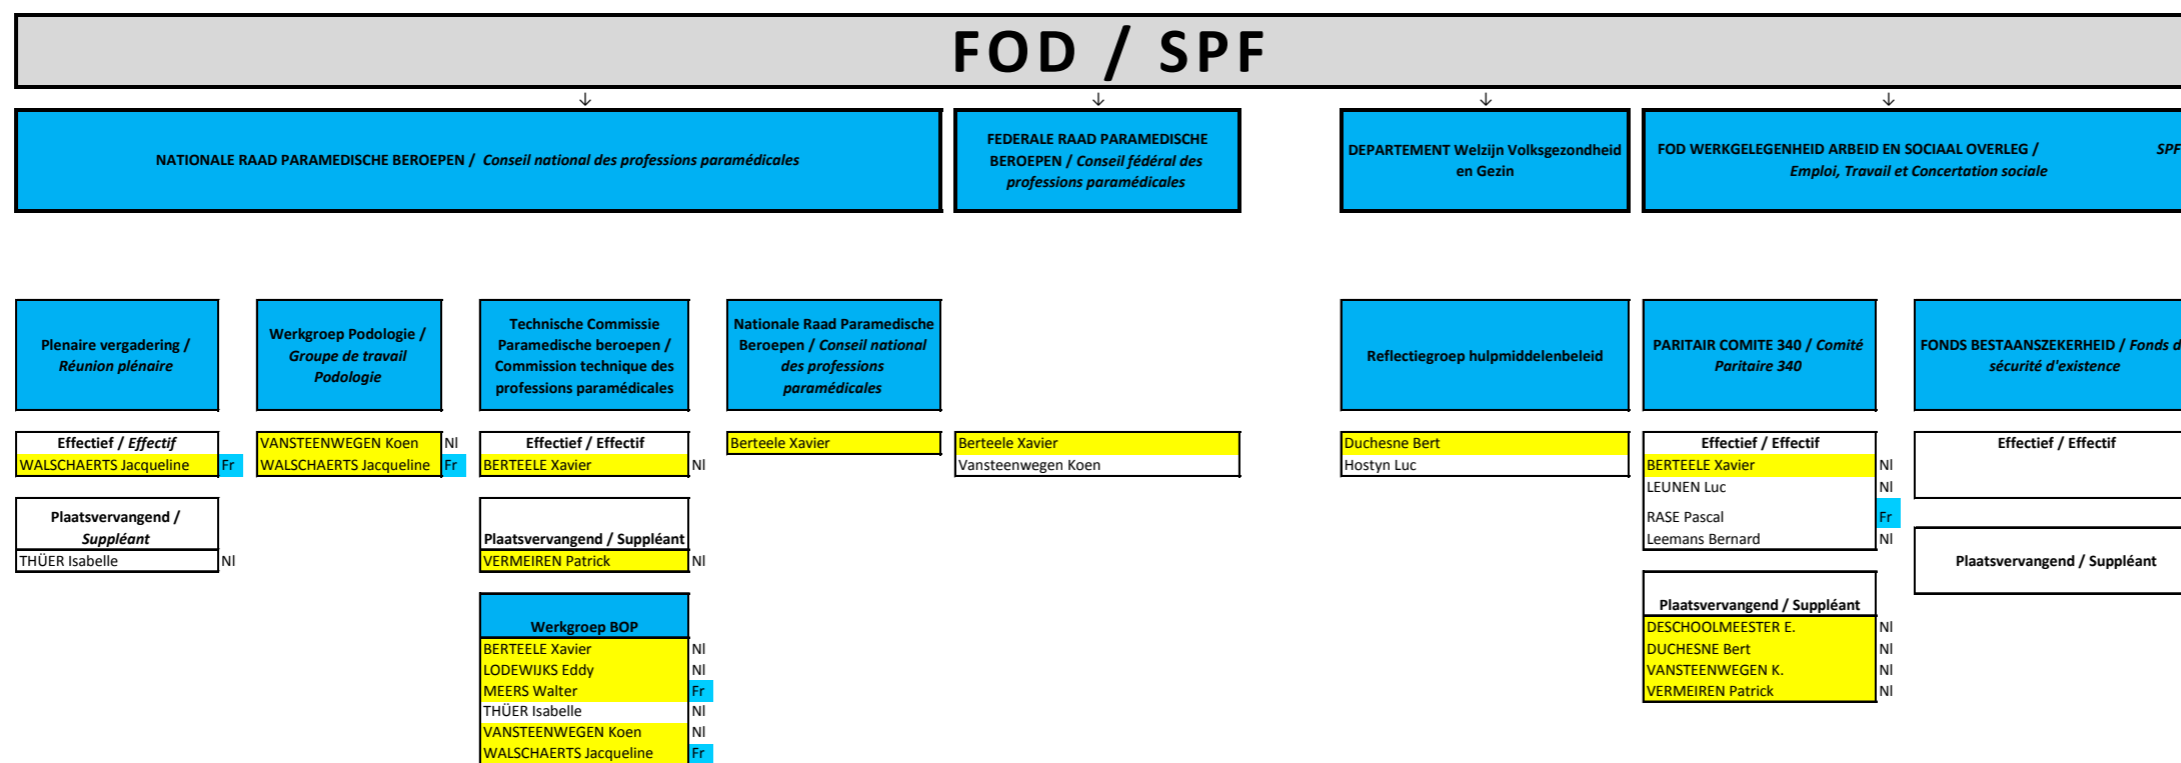 FOD / SPF
↓ ↓ ↓ ↓
NATIONALE RAAD PARAMEDISCHE BEROEPEN / Conseil national des professions paramédicales
FEDERALE RAAD PARAMEDISCHE
BEROEPEN / Conseil fédéral des
professions paramédicales
DEPARTEMENT Welzijn Volksgezondheid
en Gezin
FOD WERKGELEGENHEID ARBEID EN SOCIAAL OVERLEG / SPF
Emploi, Travail et Concertation sociale
Plenaire vergadering /
Réunion plénaire
Effectief / Effectif
WALSCHAERTS Jacqueline Fr
Plaatsvervangend /
Suppléant
THÜER Isabelle Nl
Werkgroep Podologie /
Groupe de travail
Podologie
VANSTEENWEGEN Koen Nl
WALSCHAERTS Jacqueline Fr
Technische Commissie
Paramedische beroepen /
Commission technique des
professions paramédicales
Effectief / Effectif
BERTEELE Xavier Nl
Plaatsvervangend / Suppléant
VERMEIREN Patrick Nl
Werkgroep BOP
BERTEELE Xavier Nl
LODEWIJKS Eddy Nl
MEERS Walter Fr
THÜER Isabelle Nl
VANSTEENWEGEN Koen Nl
WALSCHAERTS Jacqueline Fr
Nationale Raad Paramedische
Beroepen / Conseil national
des professions
paramédicales
Berteele Xavier
Berteele Xavier
Vansteenwegen Koen
Reflectiegroep hulpmiddelenbeleid
Duchesne Bert
Hostyn Luc
PARITAIR COMITE 340 / Comité
Paritaire 340
Effectief / Effectif
BERTEELE Xavier Nl
LEUNEN Luc Nl
RASE Pascal Fr
Leemans Bernard Nl
Plaatsvervangend / Suppléant
DESCHOOLMEESTER E. Nl
DUCHESNE Bert Nl
VANSTEENWEGEN K. Nl
VERMEIREN Patrick Nl
FONDS BESTAANSZEKERHEID / Fonds d
sécurité d'existence
Effectief / Effectif
Plaatsvervangend / Suppléant